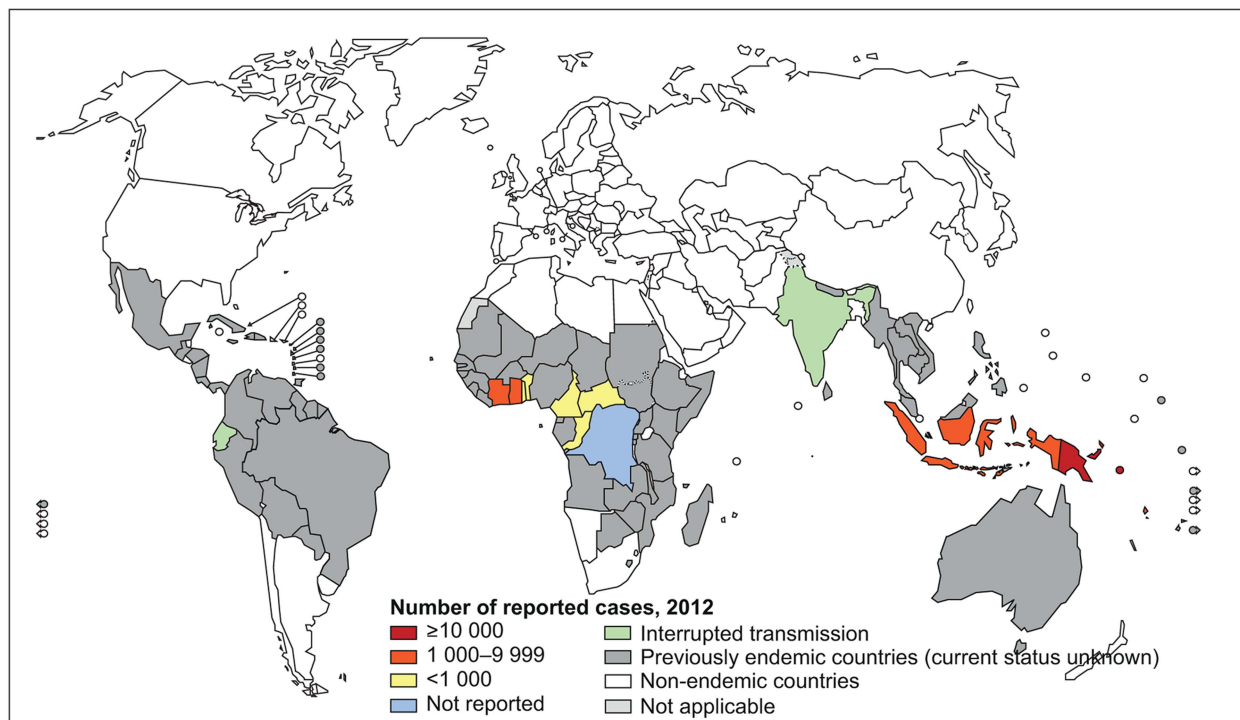 Number of reported cases, 2012
≥10 000
1 000–9 999
<1 000
Not reported
Interrupted transmission
Previously endemic countries (current status unknown)
Non-endemic countries
Not applicable